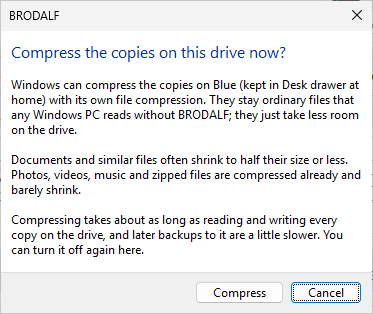 BRODALF
Compress the copies on this drive now?
Windows can compress the copies on Blue (kept in Desk drawer at
home) with its own file compression. They stay ordinary files that
any Windows PC reads without BRODALF; they just take less room
on the drive.
Documents and similar files often shrink to half their size or less.
Photos, videos, music and zipped files are compressed already and
barely shrink.
Compressing takes about as long as reading and writing every
copy on the drive, and later backups to it are a little slower. You
can turn it off again here.
Compress
Cancel